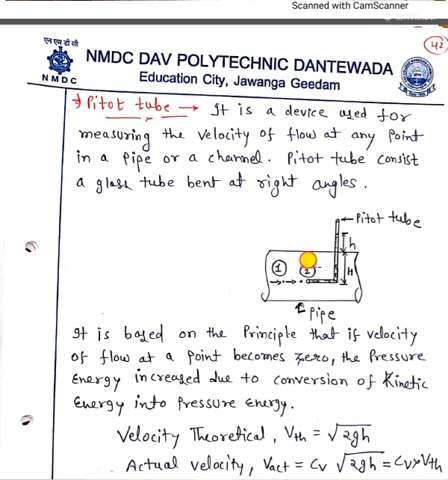 Scanned with CamScanner
42
एन एम डी सी
NMDC
NMDC DAV POLYTECHNIC DANTEWADA
Education City, Jawanga Geedam
Pitot tube → It is a device used for
measuring the velocity of flow at any Point
in a Pipe or a channel. Pitot tube consist
a glass tube bent at right angles.
Pitot tube
h
H
1
2
Pipe
It is based on the Principle that if velocity
of flow at a Point becomes zero, the Pressure
Energy increased due to conversion of Kinetic
Energy into Pressure Energy.
Velocity Theoretical, Vth = √2gh
Actual velocity, Vact = Cv √2gh = Cv x Vth